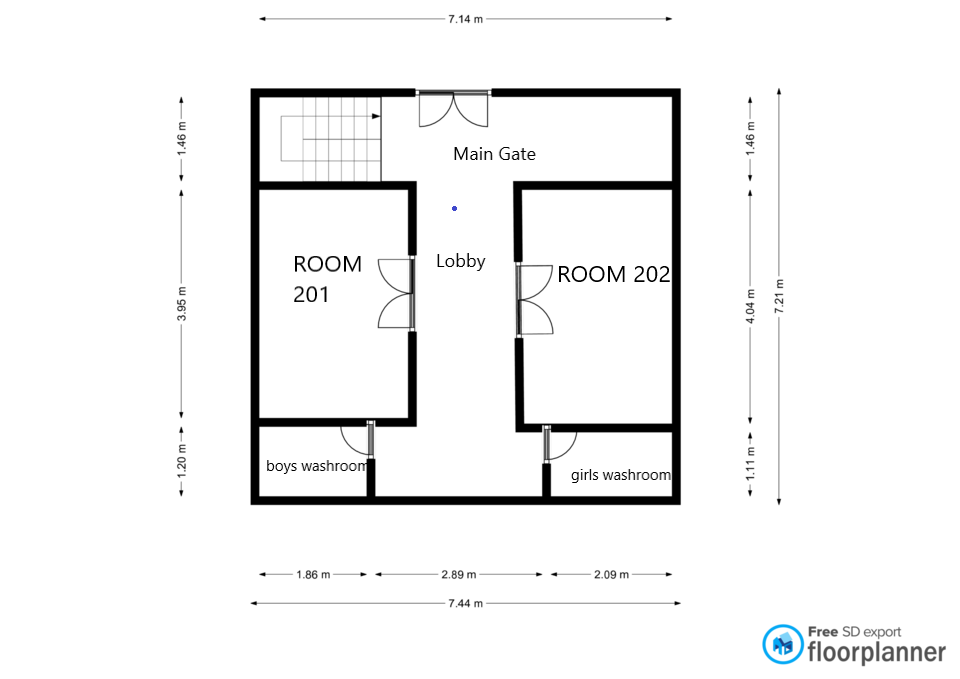 7.14 m
1.46 m
1.46 m
Main Gate
Lobby
ROOM
201
ROOM 202
3.95 m
4.04 m
7.21 m
boys washroom
girls washroom
1.20 m
1.11 m
1.86 m
2.89 m
2.09 m
7.44 m
Free SD export
floorplanner